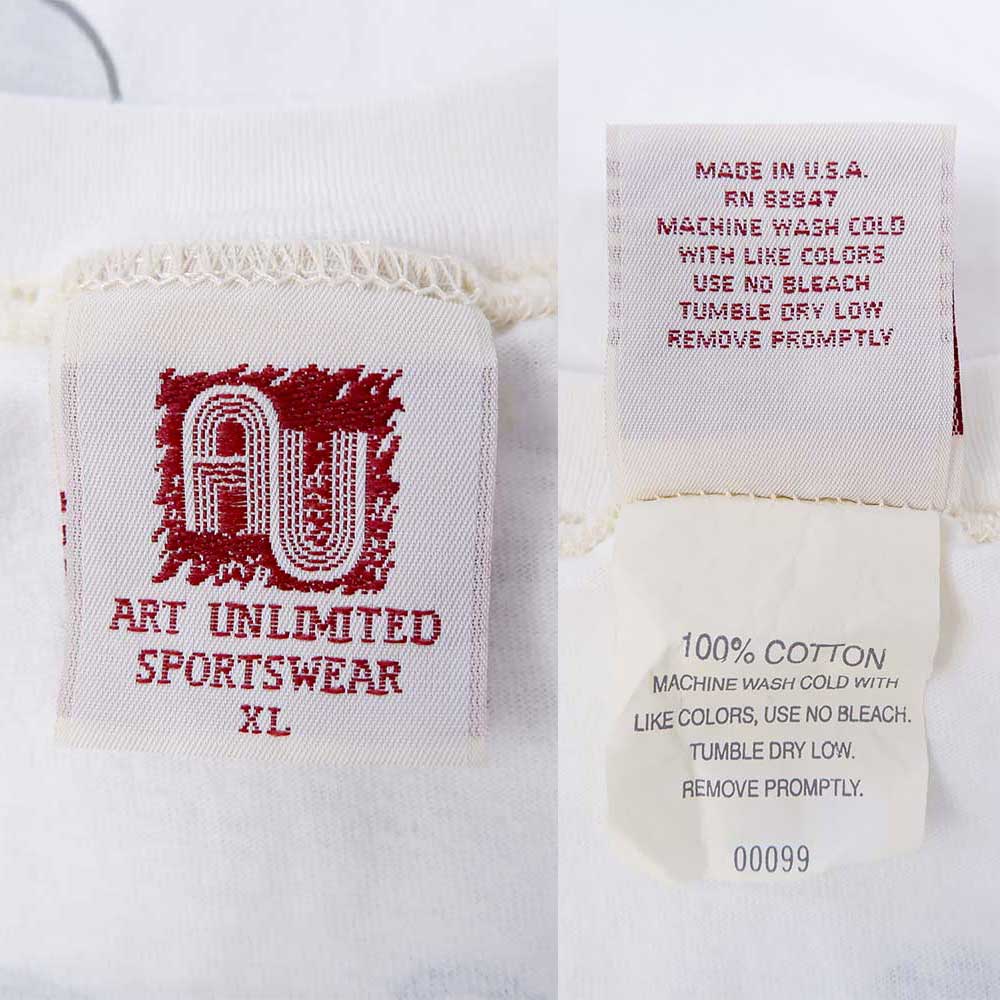 AU
ART UNLIMITED
SPORTSWEAR
XL
MADE IN U.S.A.
RN 82847
MACHINE WASH COLD
WITH LIKE COLORS
USE NO BLEACH
TUMBLE DRY LOW
REMOVE PROMPTLY
100% COTTON
MACHINE WASH COLD WITH
LIKE COLORS, USE NO BLEACH.
TUMBLE DRY LOW.
REMOVE PROMPTLY.
00099